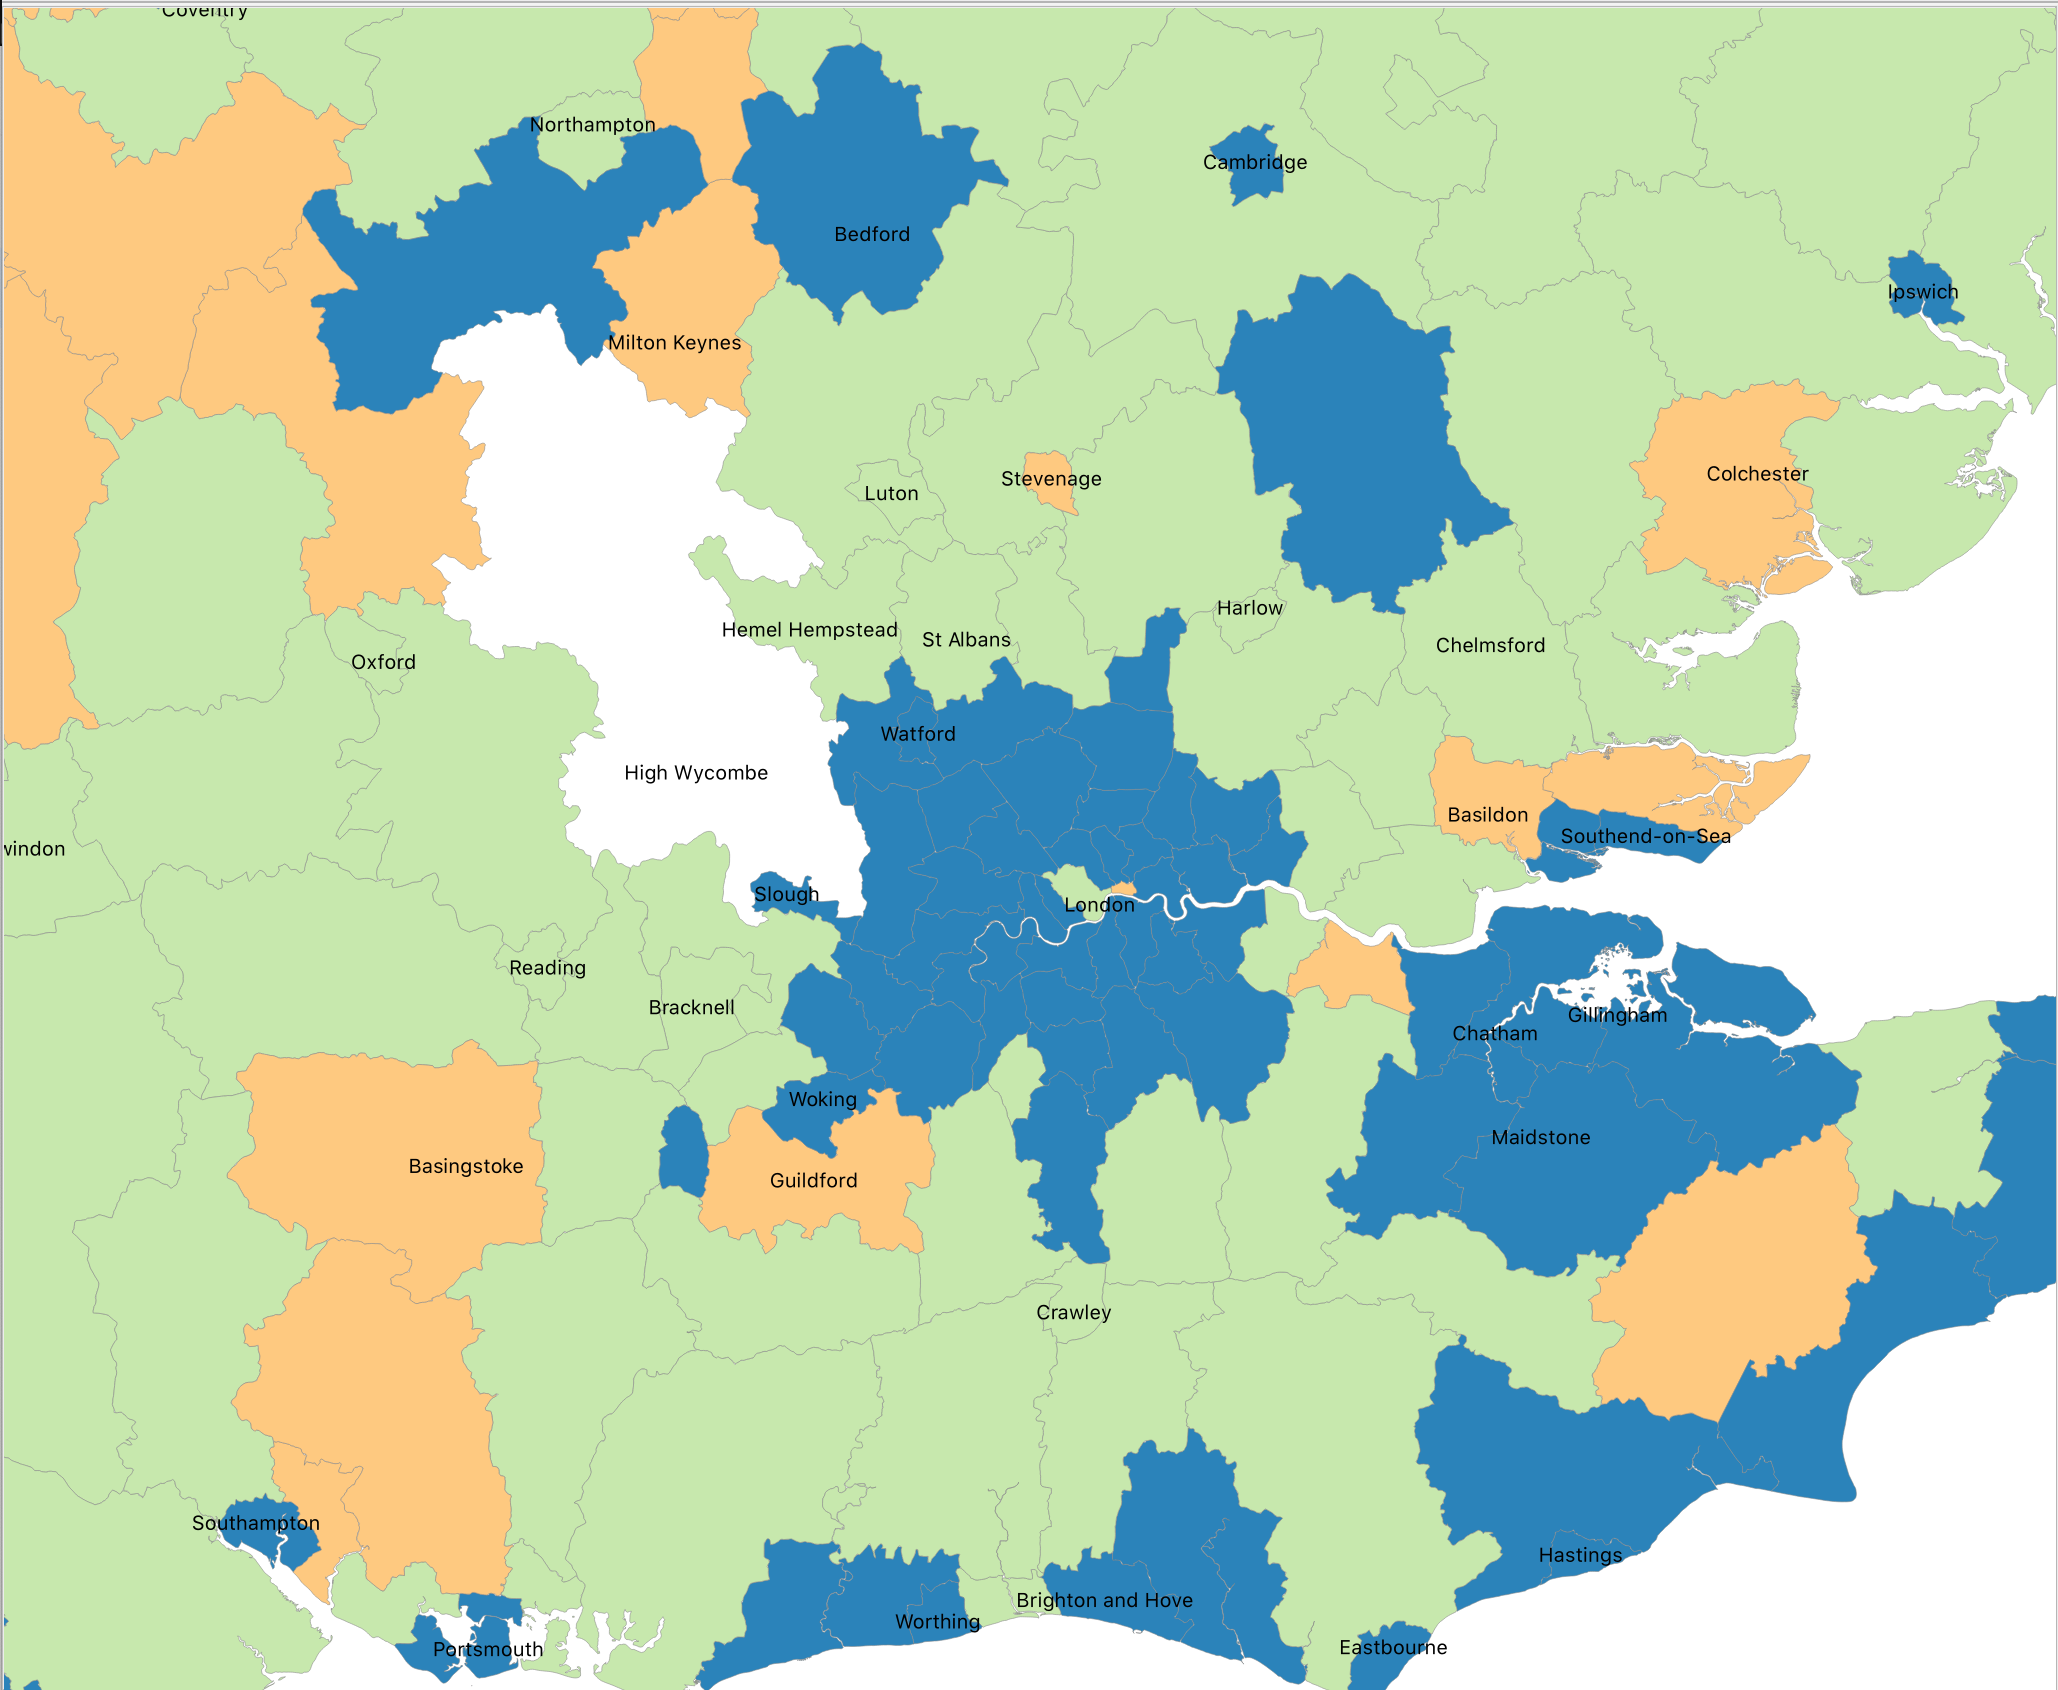 Coventry
Northampton
Cambridge
Bedford
Ipswich
Milton Keynes
Colchester
Stevenage
Luton
Harlow
Hemel Hempstead
St Albans
Chelmsford
Oxford
Watford
High Wycombe
Basildon
Southend-on-Sea
windon
Slough
London
Reading
Bracknell
Gillingham
Chatham
Woking
Maidstone
Basingstoke
Guildford
Crawley
Southampton
Hastings
Brighton and Hove
Worthing
Portsmouth
Eastbourne